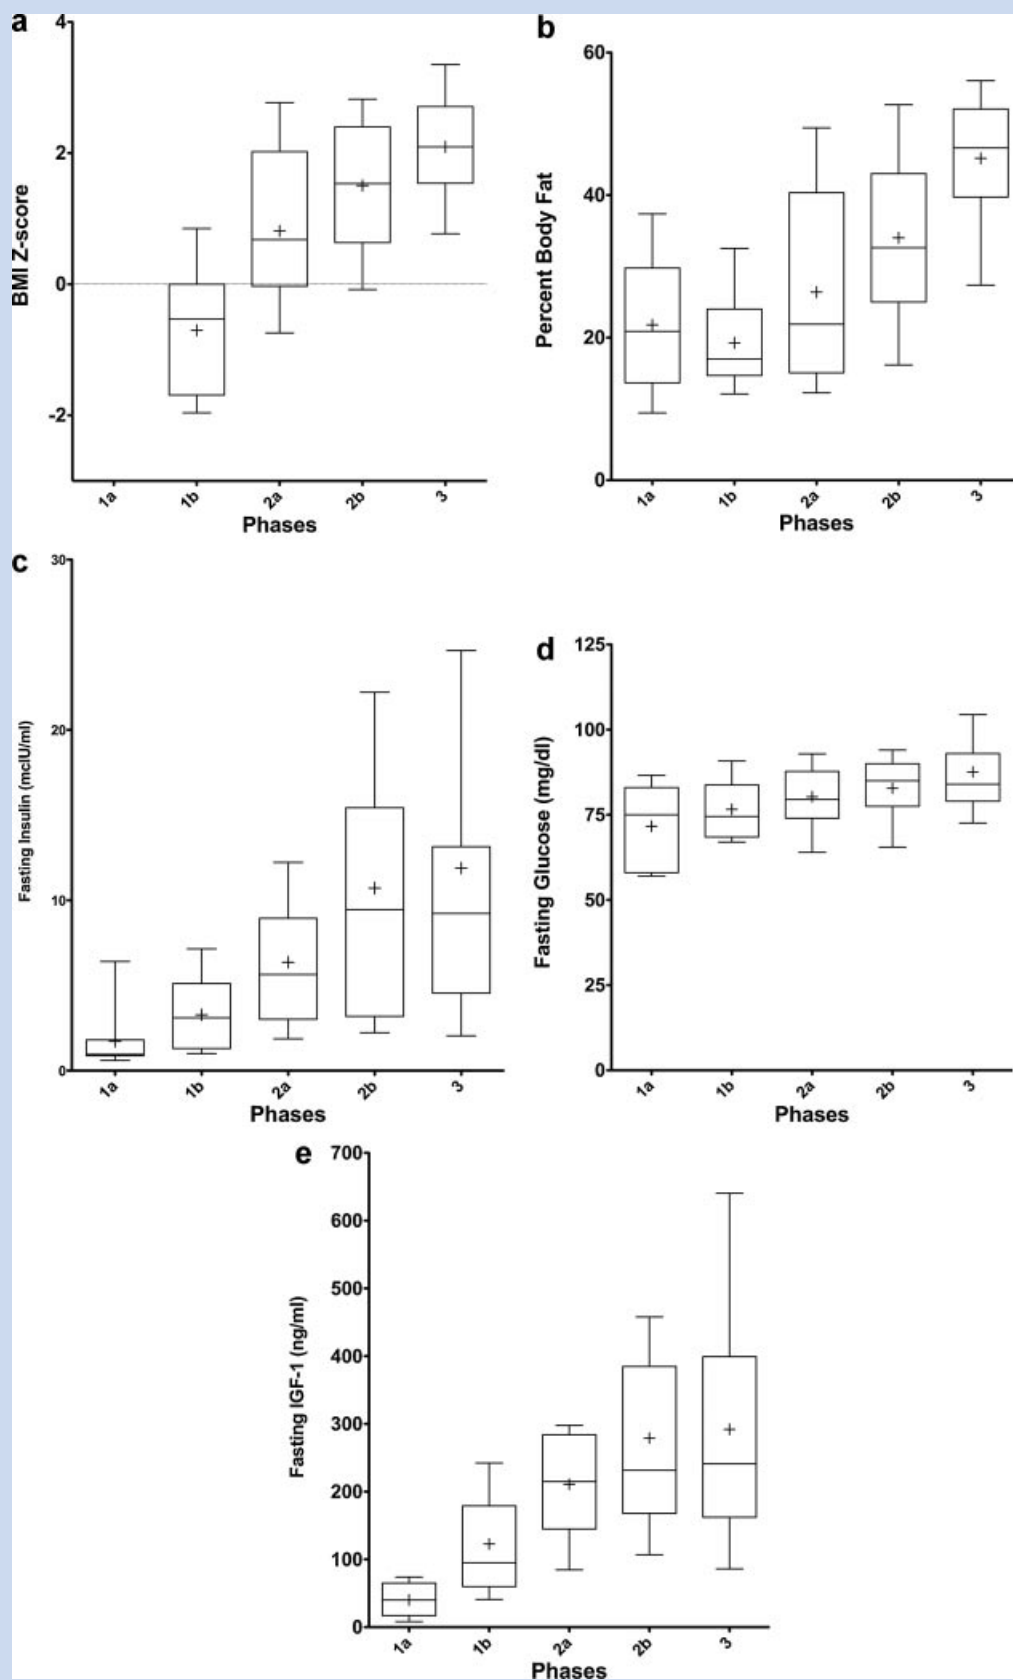 a
4
2
0
-2
BMI Z-score
1a 1b 2a 2b 3
Phases
b
60
40
20
0
Percent Body Fat
1a 1b 2a 2b 3
Phases
c
30
20
10
0
Fasting Insulin (mcIU/ml)
1a 1b 2a 2b 3
Phases
d
125
100
75
50
25
0
Fasting Glucose (mg/dl)
1a 1b 2a 2b 3
Phases
e
700
600
500
400
300
200
100
0
Fasting IGF-1 (ng/ml)
1a 1b 2a 2b 3
Phases